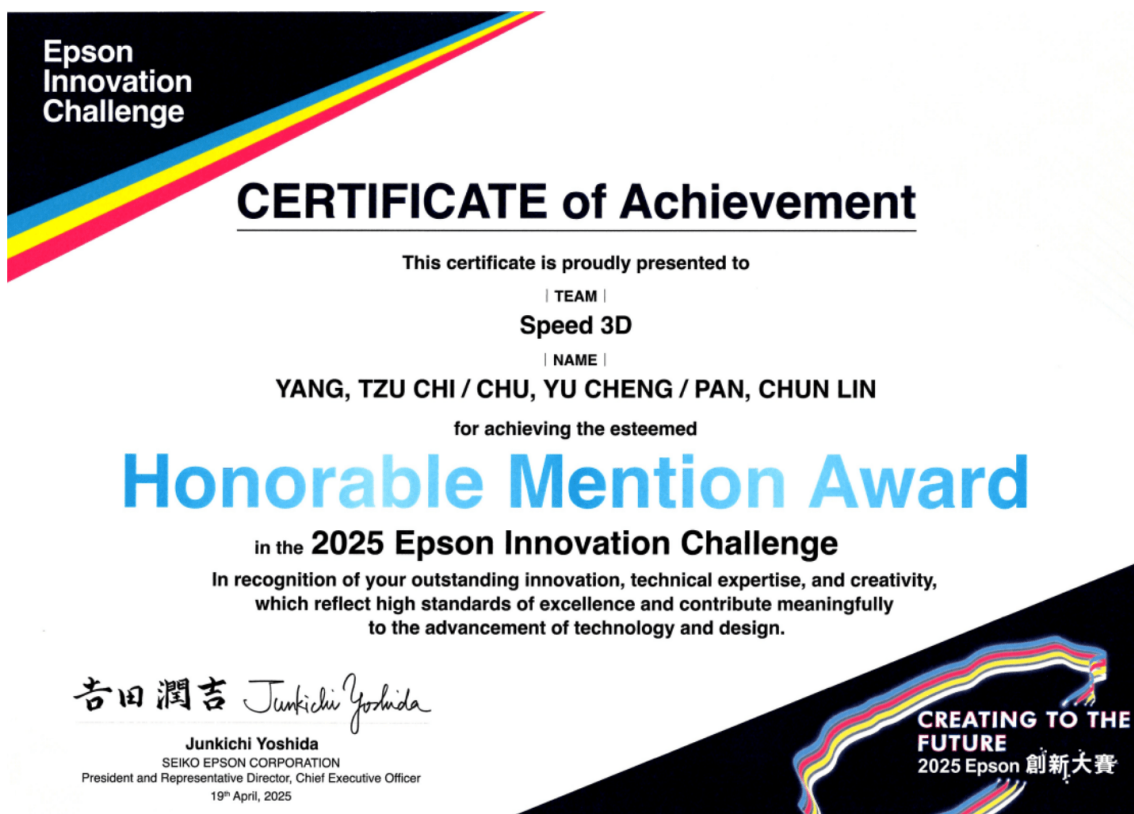 Epson
Innovation
Challenge
CERTIFICATE of Achievement
This certificate is proudly presented to
| TEAM |
Speed 3D
| NAME |
YANG, TZU CHI / CHU, YU CHENG / PAN, CHUN LIN
for achieving the esteemed
Honorable Mention Award
in the 2025 Epson Innovation Challenge
In recognition of your outstanding innovation, technical expertise, and creativity,
which reflect high standards of excellence and contribute meaningfully
to the advancement of technology and design.
吉田潤吉 Junkichi Yoshida
Junkichi Yoshida
SEIKO EPSON CORPORATION
President and Representative Director, Chief Executive Officer
19th April, 2025
CREATING TO THE
FUTURE
2025 Epson 創新大賽